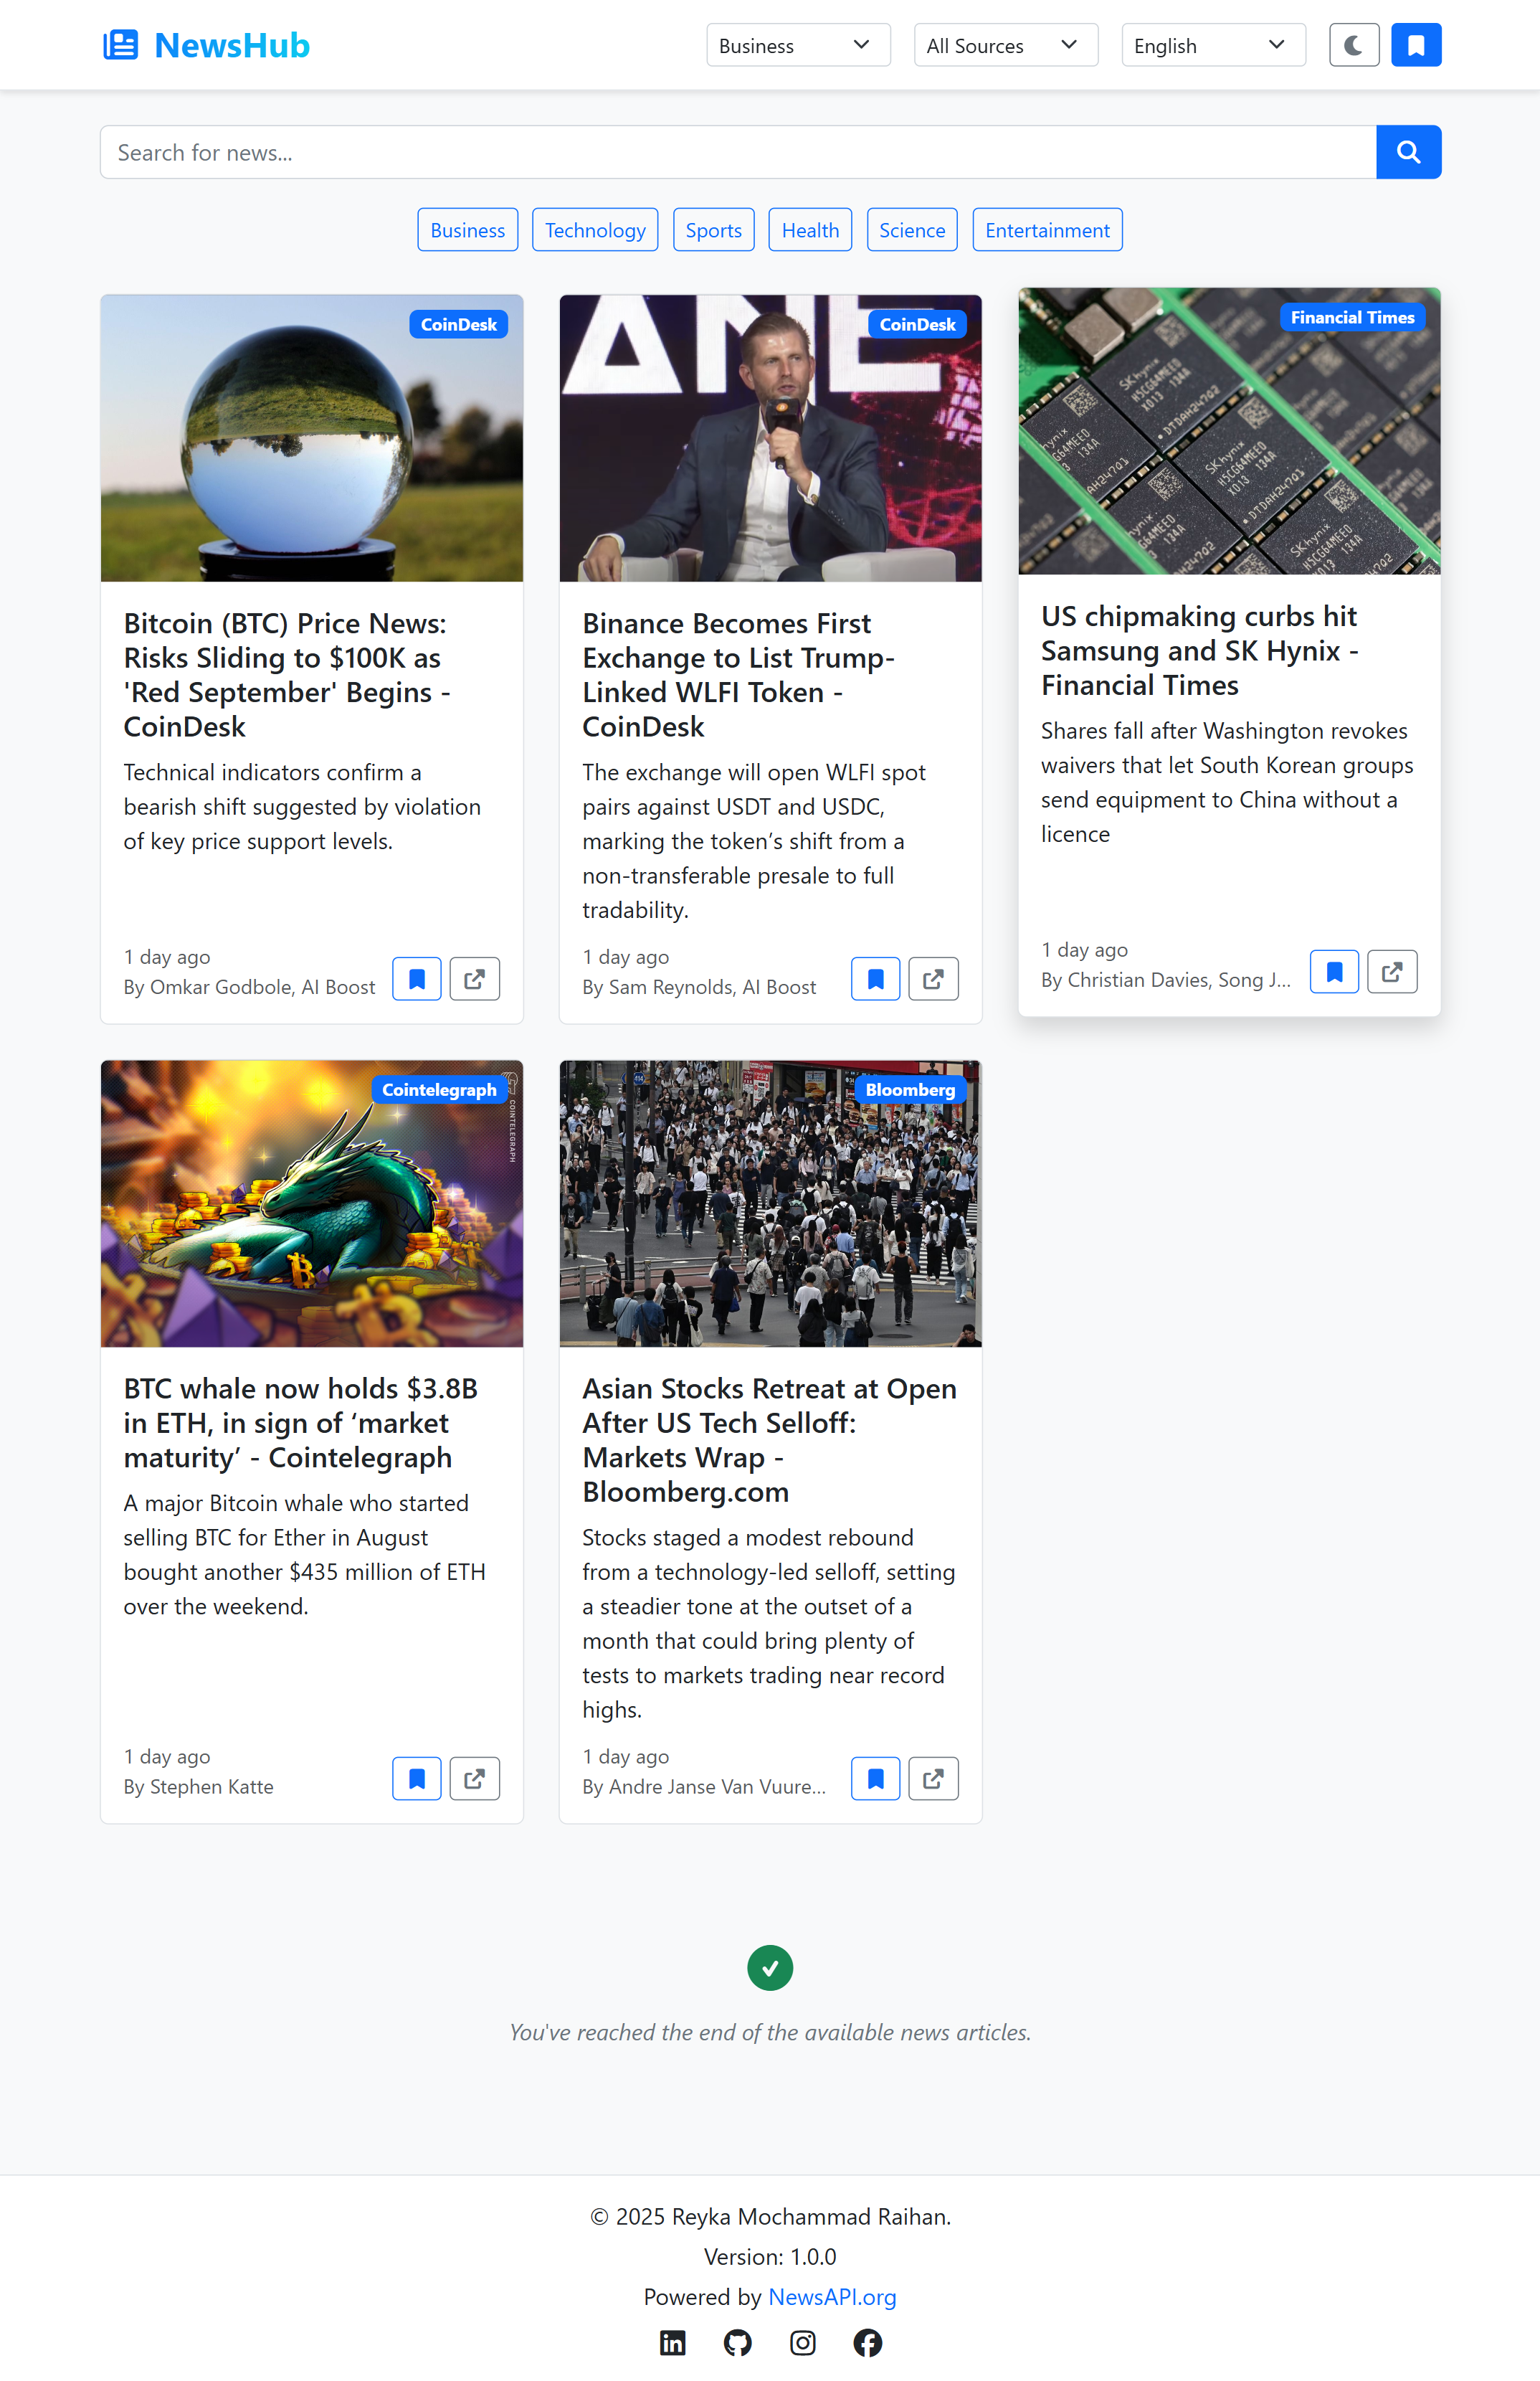 NewsHub
Business
All Sources
English
Search for news...
Business
Technology
Sports
Health
Science
Entertainment
CoinDesk
Bitcoin (BTC) Price News:
Risks Sliding to $100K as
'Red September' Begins -
CoinDesk
Technical indicators confirm a
bearish shift suggested by violation
of key price support levels.
1 day ago
By Omkar Godbole, AI Boost
CoinDesk
Binance Becomes First
Exchange to List Trump-
Linked WLFI Token -
CoinDesk
The exchange will open WLFI spot
pairs against USDT and USDC,
marking the token’s shift from a
non-transferable presale to full
tradability.
1 day ago
By Sam Reynolds, AI Boost
Financial Times
SKhynix
H5CG64MEED
X013 134A
DTDAH247Q1
US chipmaking curbs hit
Samsung and SK Hynix -
Financial Times
Shares fall after Washington revokes
waivers that let South Korean groups
send equipment to China without a
licence
1 day ago
By Christian Davies, Song J...
Cointelegraph
COINTELEGRAPH
BTC whale now holds $3.8B
in ETH, in sign of ‘market
maturity’ - Cointelegraph
A major Bitcoin whale who started
selling BTC for Ether in August
bought another $435 million of ETH
over the weekend.
1 day ago
By Stephen Katte
Bloomberg
Asian Stocks Retreat at Open
After US Tech Selloff:
Markets Wrap -
Bloomberg.com
Stocks staged a modest rebound
from a technology-led selloff, setting
a steadier tone at the outset of a
month that could bring plenty of
tests to markets trading near record
highs.
1 day ago
By Andre Janse Van Vuure...
You've reached the end of the available news articles.
© 2025 Reyka Mochammad Raihan.
Version: 1.0.0
Powered by NewsAPI.org